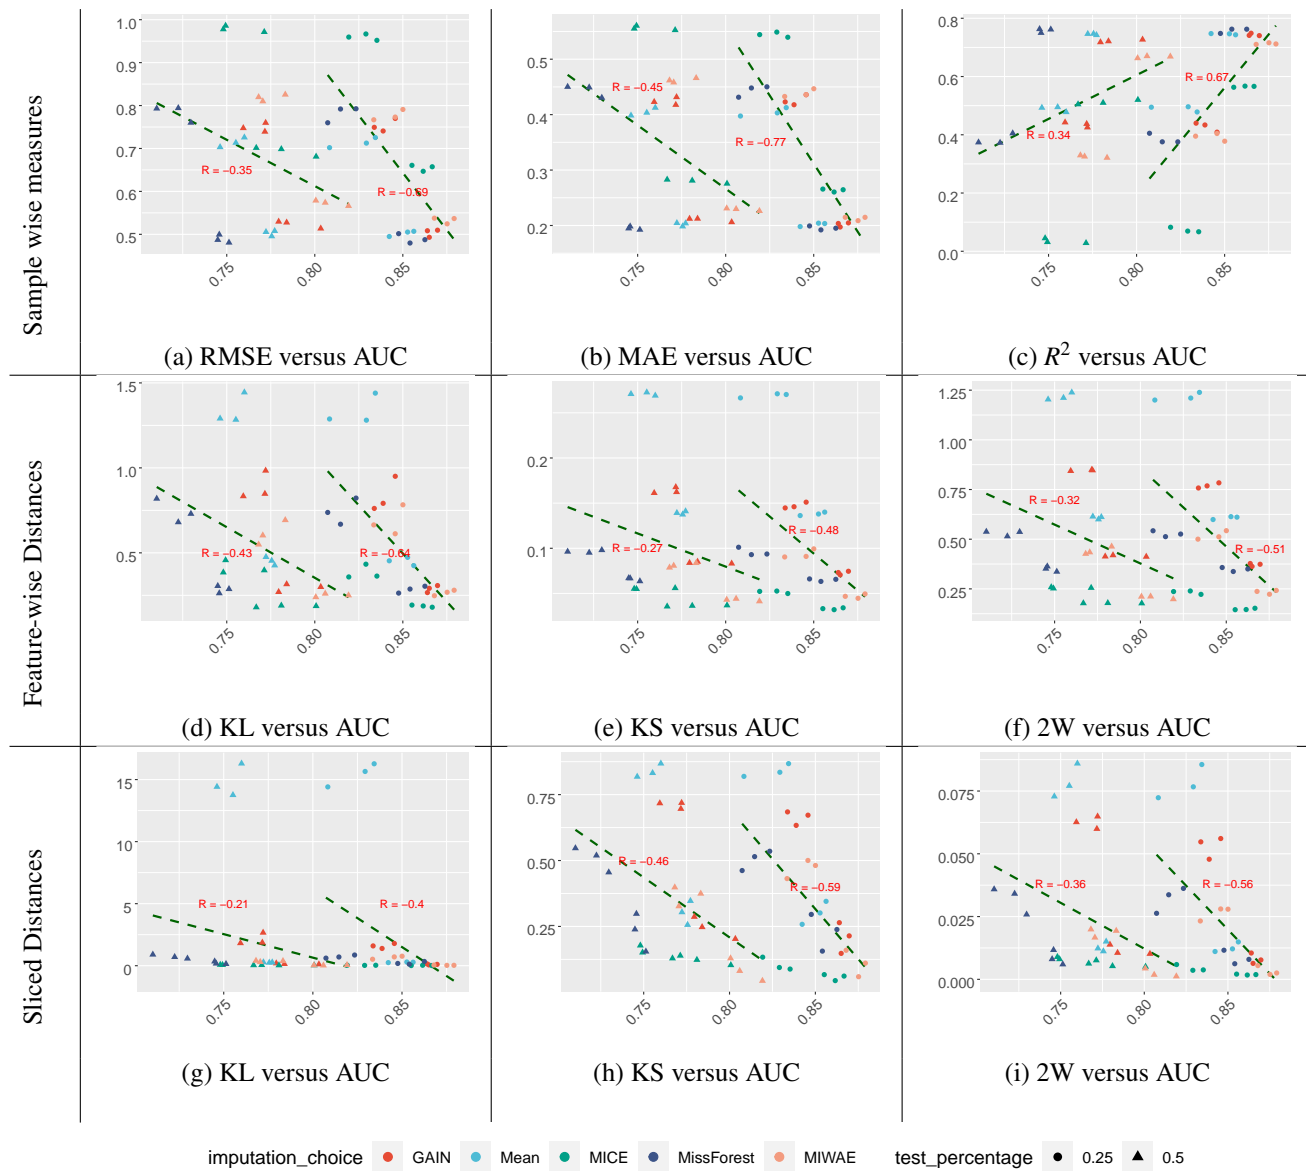 Sample wise measures
1.0
0.9
0.8
0.7
0.6
0.5
R = −0.35
R = −0.69
0.75
0.80
0.85
(a) RMSE versus AUC
0.5
0.4
0.3
0.2
R = −0.45
R = −0.77
0.75
0.80
0.85
(b) MAE versus AUC
0.8
0.6
0.4
0.2
0.0
R = 0.67
R = 0.34
0.75
0.80
0.85
(c) R² versus AUC
Feature-wise Distances
1.5
1.0
0.5
R = −0.43
R = −0.64
0.75
0.80
0.85
(d) KL versus AUC
0.2
0.1
R = −0.27
R = −0.48
0.75
0.80
0.85
(e) KS versus AUC
1.25
1.00
0.75
0.50
0.25
R = −0.32
R = −0.51
0.75
0.80
0.85
(f) 2W versus AUC
Sliced Distances
15
10
5
0
R = −0.21
R = −0.4
0.75
0.80
0.85
(g) KL versus AUC
0.75
0.50
0.25
R = −0.46
R = −0.59
0.75
0.80
0.85
(h) KS versus AUC
0.075
0.050
0.025
0.000
R = −0.36
R = −0.56
0.75
0.80
0.85
(i) 2W versus AUC
imputation_choice GAIN Mean MICE MissForest MIWAE test_percentage 0.25 0.5